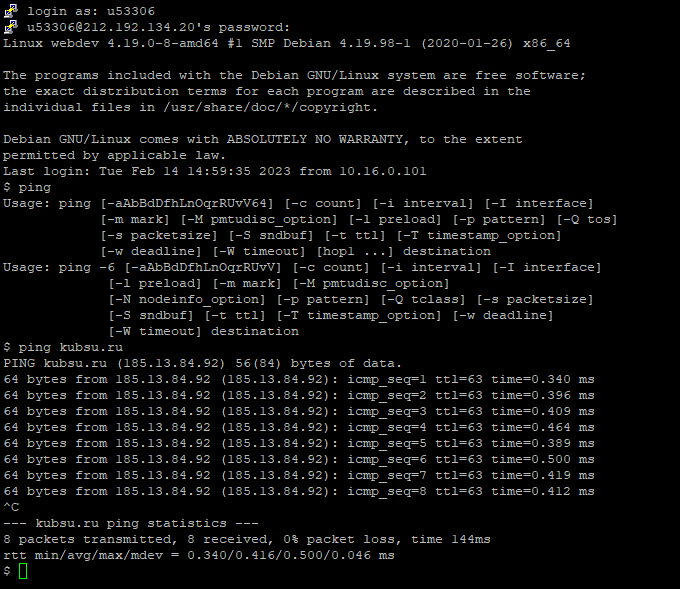 login as: u53306
u53306@212.192.134.20's password:
Linux webdev 4.19.0-8-amd64 #1 SMP Debian 4.19.98-1 (2020-01-26) x86_64

The programs included with the Debian GNU/Linux system are free software;
the exact distribution terms for each program are described in the
individual files in /usr/share/doc/*/copyright.

Debian GNU/Linux comes with ABSOLUTELY NO WARRANTY, to the extent
permitted by applicable law.
Last login: Tue Feb 14 14:59:35 2023 from 10.16.0.101
$ ping
Usage: ping [-aAbBdDfhLnOqrRUvV64] [-c count] [-i interval] [-I interface]
            [-m mark] [-M pmtudisc_option] [-l preload] [-p pattern] [-Q tos]
            [-s packetsize] [-S sndbuf] [-t ttl] [-T timestamp_option]
            [-w deadline] [-W timeout] [hop1 ...] destination
Usage: ping -6 [-aAbBdDfhLnOqrRUvV] [-c count] [-i interval] [-I interface]
             [-l preload] [-m mark] [-M pmtudisc_option]
             [-N nodeinfo_option] [-p pattern] [-Q tclass] [-s packetsize]
             [-S sndbuf] [-t ttl] [-T timestamp_option] [-w deadline]
             [-W timeout] destination
$ ping kubsu.ru
PING kubsu.ru (185.13.84.92) 56(84) bytes of data.
64 bytes from 185.13.84.92 (185.13.84.92): icmp_seq=1 ttl=63 time=0.340 ms
64 bytes from 185.13.84.92 (185.13.84.92): icmp_seq=2 ttl=63 time=0.396 ms
64 bytes from 185.13.84.92 (185.13.84.92): icmp_seq=3 ttl=63 time=0.409 ms
64 bytes from 185.13.84.92 (185.13.84.92): icmp_seq=4 ttl=63 time=0.464 ms
64 bytes from 185.13.84.92 (185.13.84.92): icmp_seq=5 ttl=63 time=0.389 ms
64 bytes from 185.13.84.92 (185.13.84.92): icmp_seq=6 ttl=63 time=0.500 ms
64 bytes from 185.13.84.92 (185.13.84.92): icmp_seq=7 ttl=63 time=0.419 ms
64 bytes from 185.13.84.92 (185.13.84.92): icmp_seq=8 ttl=63 time=0.412 ms
^C
--- kubsu.ru ping statistics ---
8 packets transmitted, 8 received, 0% packet loss, time 144ms
rtt min/avg/max/mdev = 0.340/0.416/0.500/0.046 ms
$